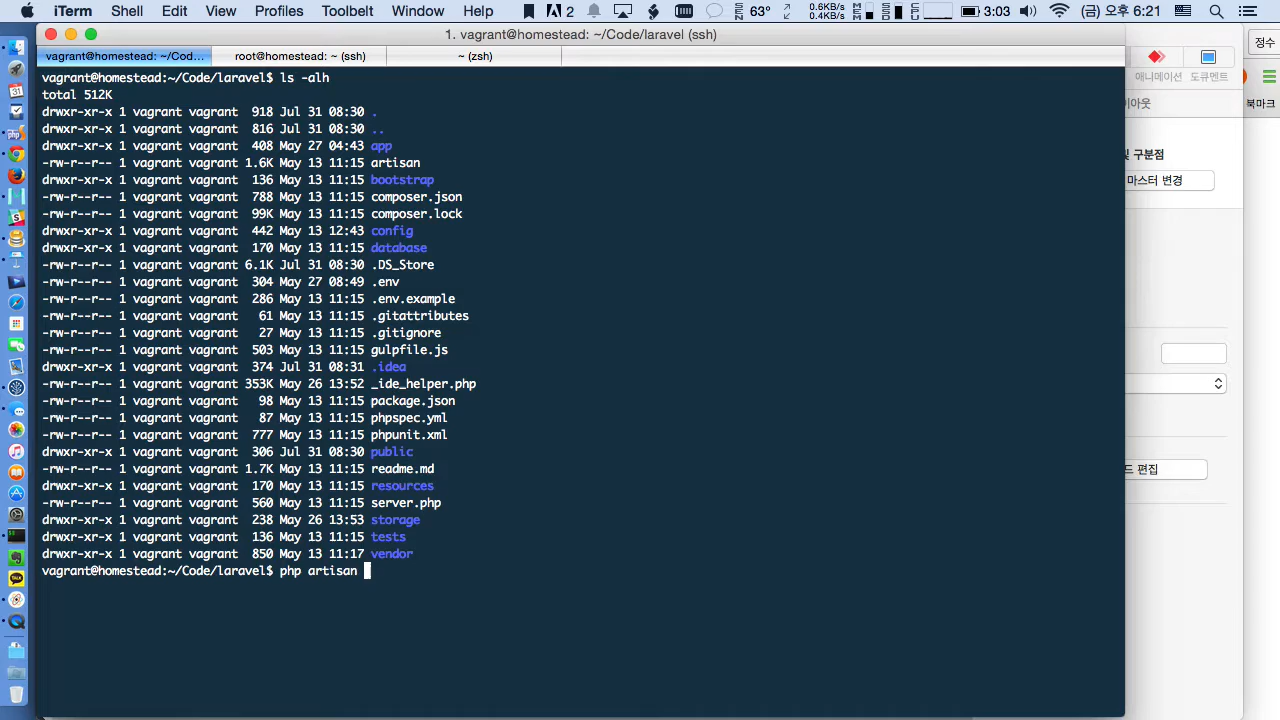 iTerm Shell Edit View Profiles Toolbelt Window Help 2 63° 0.6KB/s 0.4KB/s 3:03 (금) 오후 6:21
1. vagrant@homestead: ~/Code/laravel (ssh)
정수
vagrant@homestead: ~/Cod... root@homestead: ~ (ssh) ~ (zsh)
애니메이션 도큐먼트
북마크
vagrant@homestead:~/Code/laravel$ ls -alh
total 512K
drwxr-xr-x 1 vagrant vagrant 918 Jul 31 08:30 .
drwxr-xr-x 1 vagrant vagrant 816 Jul 31 08:30 ..
drwxr-xr-x 1 vagrant vagrant 408 May 27 04:43 app
-rw-r--r-- 1 vagrant vagrant 1.6K May 13 11:15 artisan
drwxr-xr-x 1 vagrant vagrant 136 May 13 11:15 bootstrap
-rw-r--r-- 1 vagrant vagrant 788 May 13 11:15 composer.json
-rw-r--r-- 1 vagrant vagrant 99K May 13 11:15 composer.lock
drwxr-xr-x 1 vagrant vagrant 442 May 13 12:43 config
drwxr-xr-x 1 vagrant vagrant 170 May 13 11:15 database
-rw-r--r-- 1 vagrant vagrant 6.1K Jul 31 08:30 .DS_Store
-rw-r--r-- 1 vagrant vagrant 304 May 27 08:49 .env
-rw-r--r-- 1 vagrant vagrant 286 May 13 11:15 .env.example
-rw-r--r-- 1 vagrant vagrant 61 May 13 11:15 .gitattributes
-rw-r--r-- 1 vagrant vagrant 27 May 13 11:15 .gitignore
-rw-r--r-- 1 vagrant vagrant 503 May 13 11:15 gulpfile.js
drwxr-xr-x 1 vagrant vagrant 374 Jul 31 08:31 .idea
-rw-r--r-- 1 vagrant vagrant 353K May 26 13:52 _ide_helper.php
-rw-r--r-- 1 vagrant vagrant 98 May 13 11:15 package.json
-rw-r--r-- 1 vagrant vagrant 87 May 13 11:15 phpspec.yml
-rw-r--r-- 1 vagrant vagrant 777 May 13 11:15 phpunit.xml
drwxr-xr-x 1 vagrant vagrant 306 Jul 31 08:30 public
-rw-r--r-- 1 vagrant vagrant 1.7K May 13 11:15 readme.md
drwxr-xr-x 1 vagrant vagrant 170 May 13 11:15 resources
-rw-r--r-- 1 vagrant vagrant 560 May 13 11:15 server.php
drwxr-xr-x 1 vagrant vagrant 238 May 26 13:53 storage
drwxr-xr-x 1 vagrant vagrant 136 May 13 11:15 tests
drwxr-xr-x 1 vagrant vagrant 850 May 13 11:17 vendor
vagrant@homestead:~/Code/laravel$ php artisan
이아웃
및 구분점
마스터 변경
드 편집